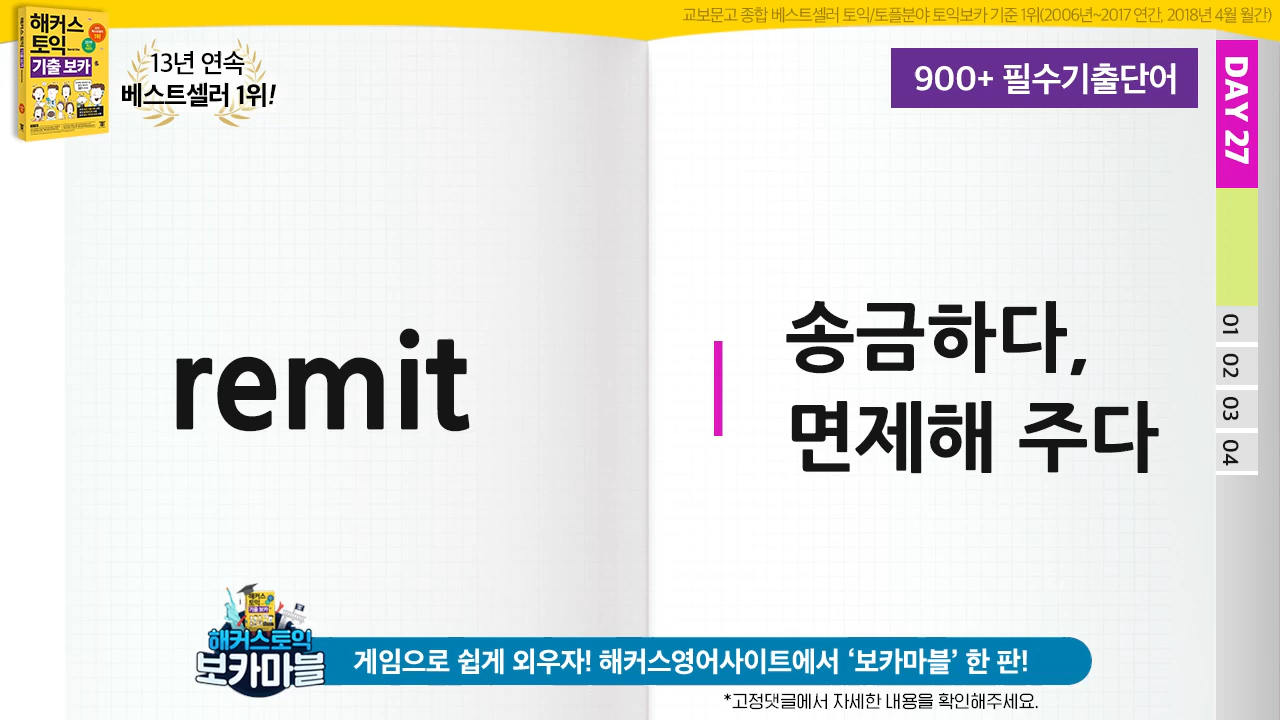 교보문고 종합 베스트셀러 토익/토플분야 토익보카 기준 1위(2006년~2017 연간, 2018년 4월 월간)
해커스
토익
기출 보카
13년 연속
베스트셀러 1위!
900+ 필수기출단어
DAY 27
remit
송금하다,
면제해 주다
01
02
03
04
해커스토익
보카마블
게임으로 쉽게 외우자! 해커스영어사이트에서 ‘보카마블’ 한 판!
*고정댓글에서 자세한 내용을 확인해주세요.